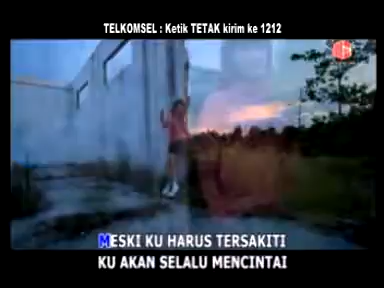 TELKOMSEL : Ketik TETAK kirim ke 1212
MESKI KU HARUS TERSAKITI
KU AKAN SELALU MENCINTAI